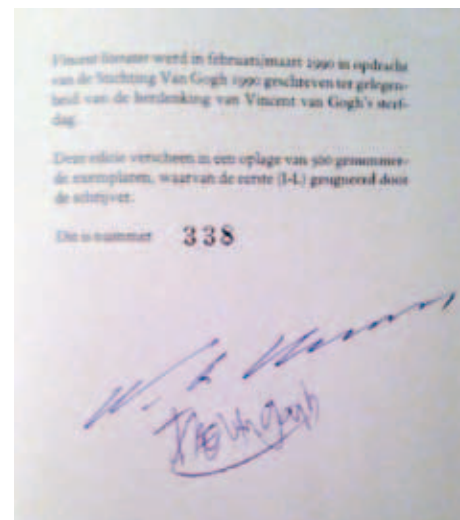 Vincent literator werd in februari/maart 1990 in opdracht
van de Stichting Van Gogh 1990 geschreven ter gelegen-
heid van de herdenking van Vincent van Gogh's sterf-
dag.
Deze editie verscheen in een oplage van 500 genummer-
de exemplaren, waarvan de eerste (I-L) gesigneerd door
de schrijver.
Dit is nummer 338
W.